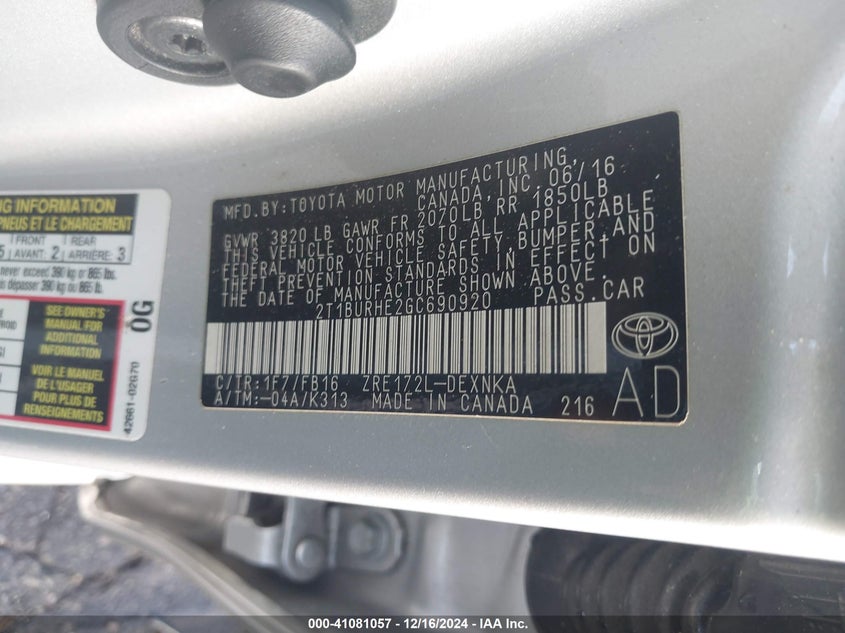 NG INFORMATION
PNEUS ET LE CHARGEMENT
FRONT REAR
5 AVANT: 2 ARRIÈRE: 3
never exceed 390 kg or 865 lbs.
dépasser 390 kg ou 865 lb.
SEE OWNER'S
MANUAL FOR
ADDITIONAL
INFORMATION
VOIR LE MANUEL
DE L'USAGER
POUR PLUS DE
RENSEIGNEMENTS
0G
42661-02G70
MFD.BY:TOYOTA MOTOR MANUFACTURING,
CANADA,INC. 06/16
GVWR 3820 LB GAWR FR 2070LB RR 1850LB
THIS VEHICLE CONFORMS TO ALL APPLICABLE
FEDERAL MOTOR VEHICLE SAFETY, BUMPER, AND
THEFT PREVENTION STANDARDS IN EFFECT ON
THE DATE OF MANUFACTURE SHOWN ABOVE.
2T1BURHE2GC690920 PASS.CAR
C/TR:1F7/FB16 ZRE172L-DEXNKA
A/TM:-04A/K313 MADE IN CANADA 216
AD
000-41081057 / 12/16/2024 - IAA Inc.